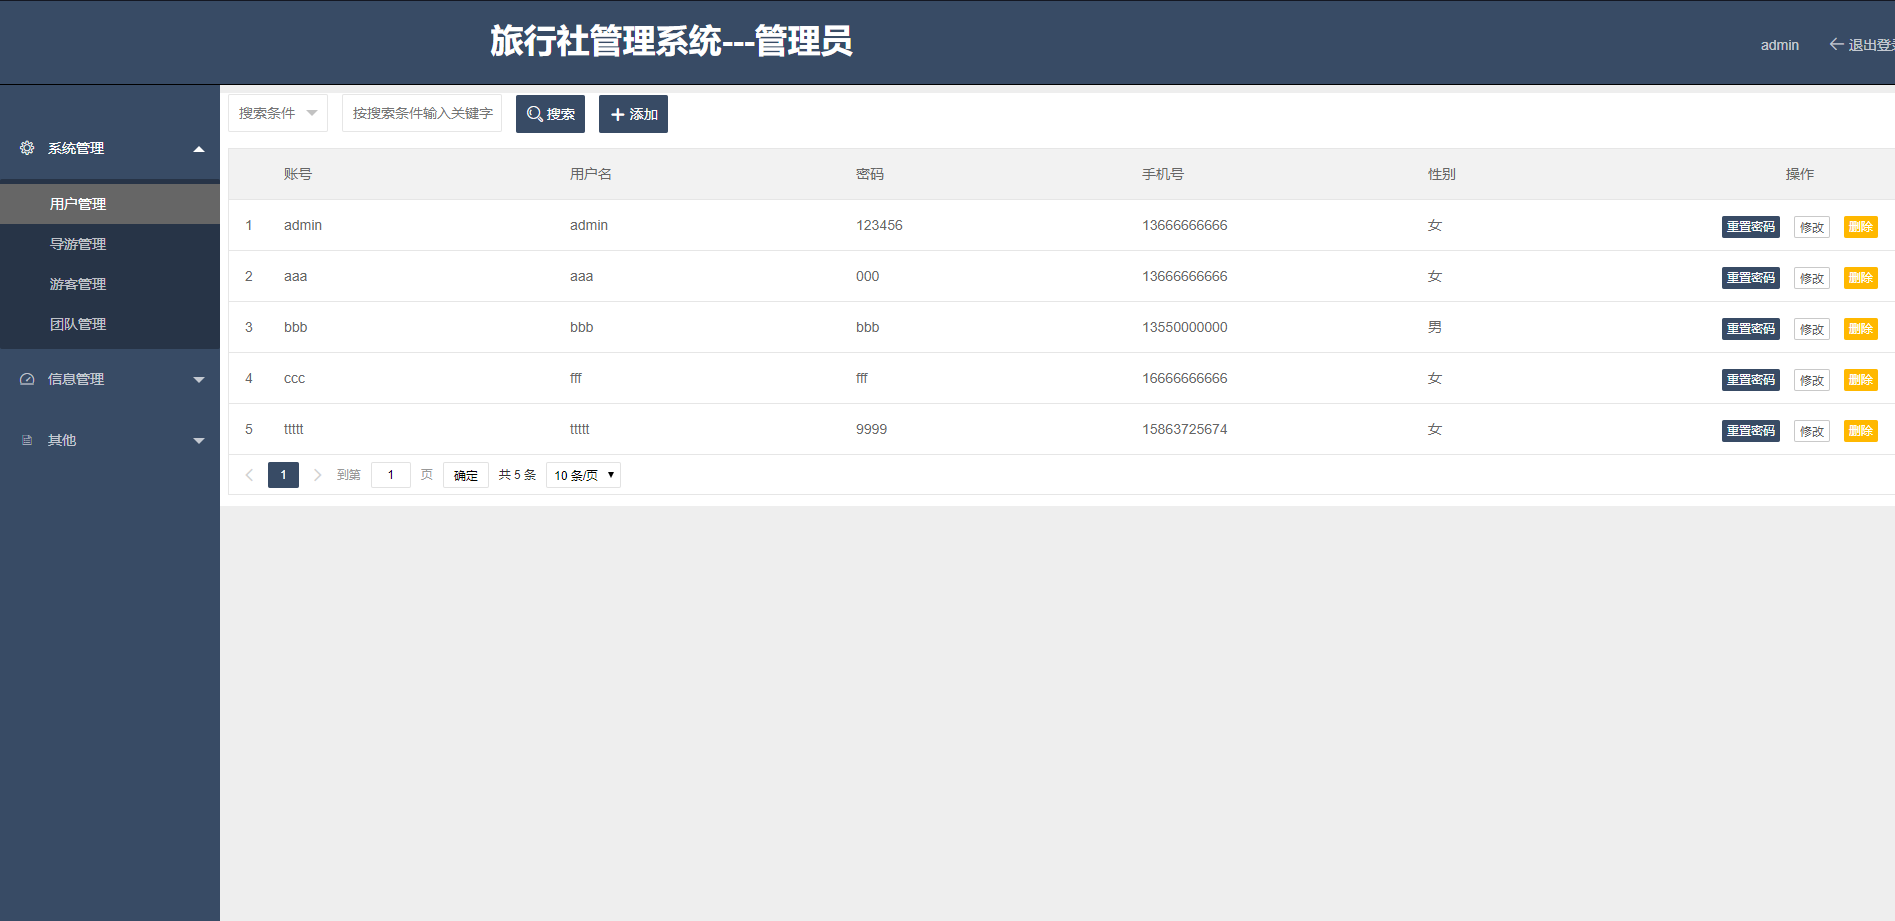 旅行社管理系统---管理员
admin 退出登录
系统管理
用户管理
导游管理
游客管理
团队管理
信息管理
其他
搜索条件 按搜索条件输入关键字 搜索 添加
账号 用户名 密码 手机号 性别 操作
1 admin admin 123456 13666666666 女 重置密码 修改 删除
2 aaa aaa 000 13666666666 女 重置密码 修改 删除
3 bbb bbb bbb 13550000000 男 重置密码 修改 删除
4 ccc fff fff 16666666666 女 重置密码 修改 删除
5 ttttt ttttt 9999 15863725674 女 重置密码 修改 删除
1 到第 1 页 确定 共 5 条 10 条/页